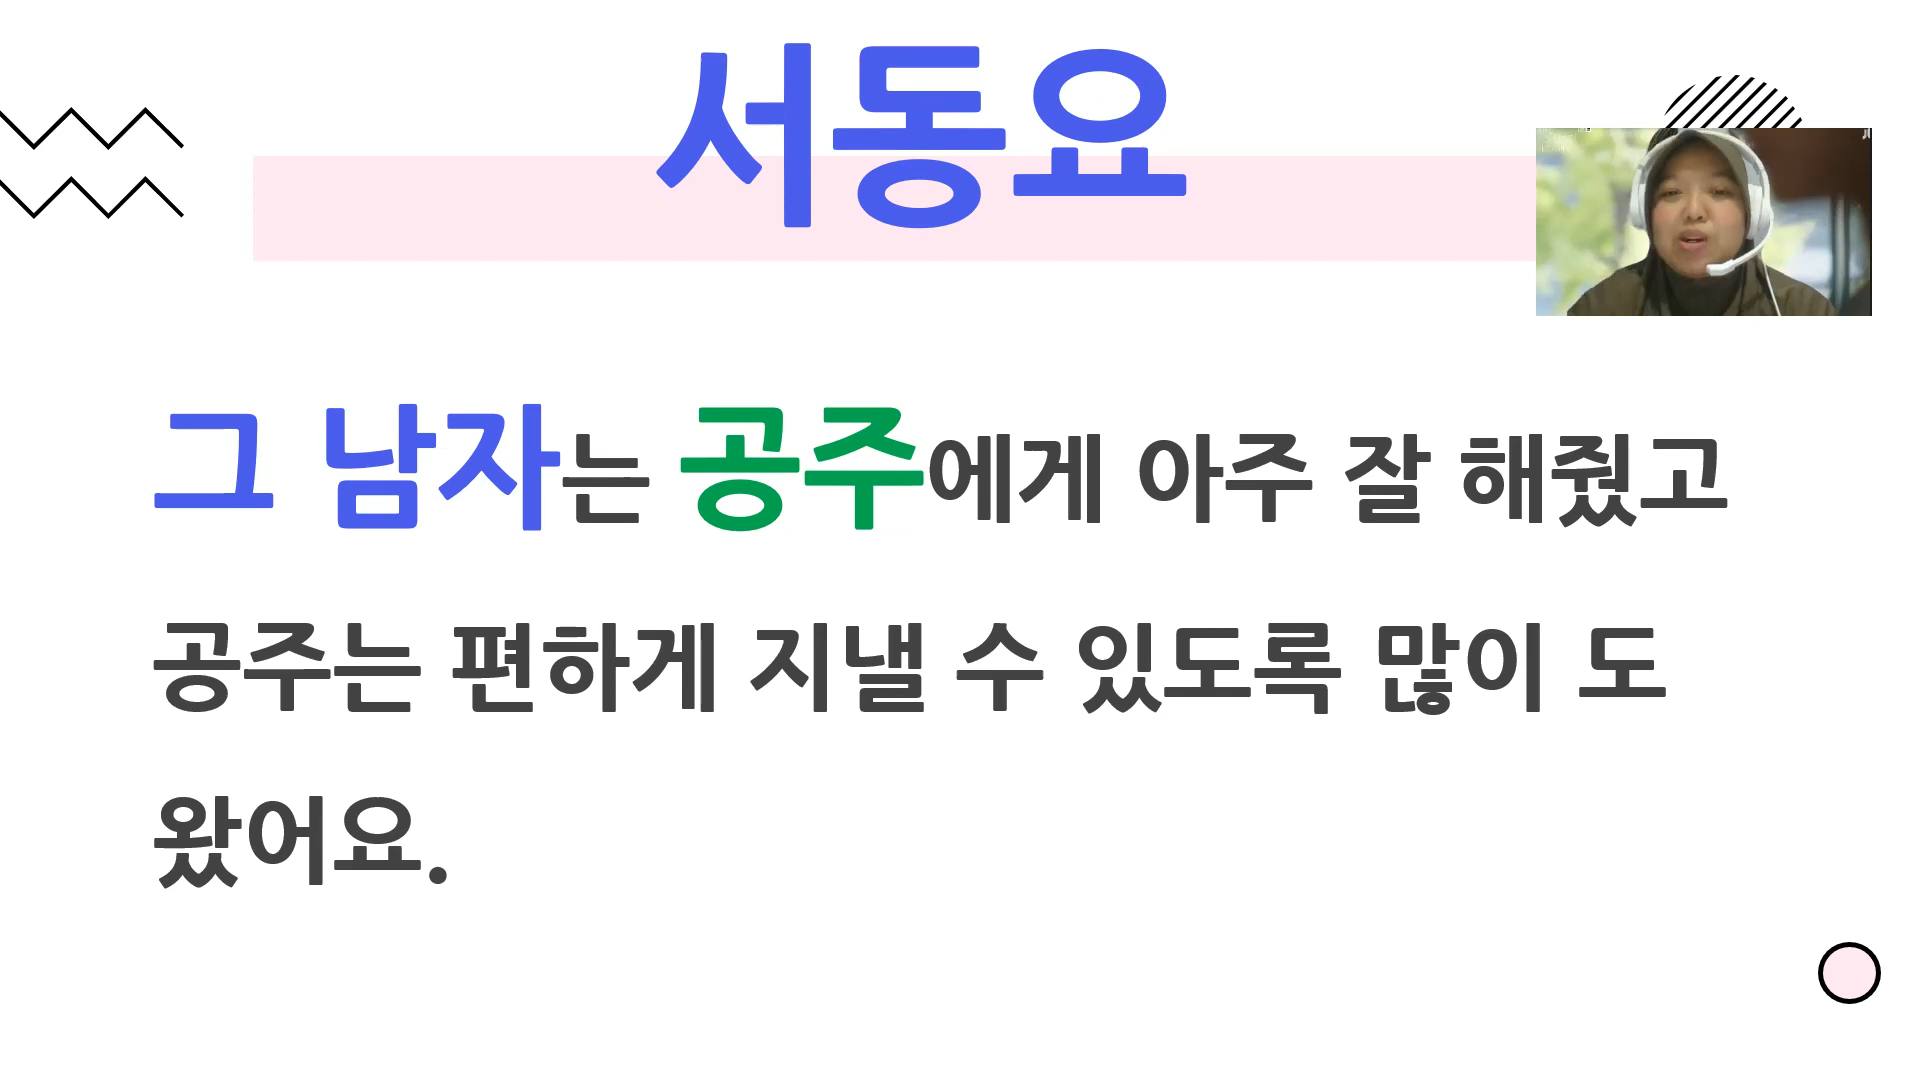 서동요
그 남자는 공주에게 아주 잘 해줬고
공주는 편하게 지낼 수 있도록 많이 도
왔어요.